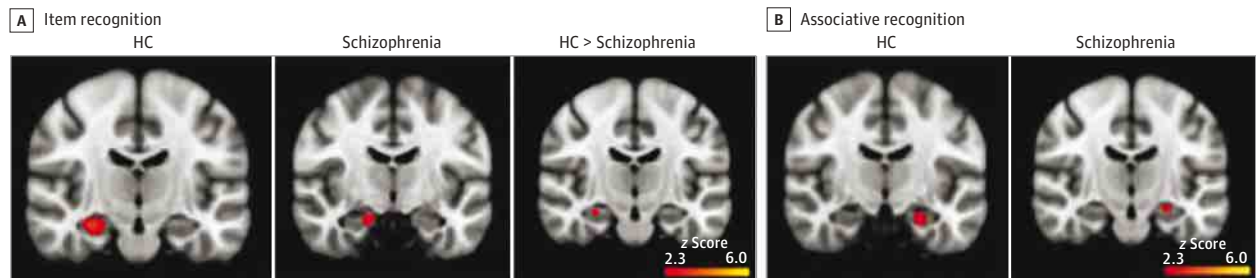 A Item recognition
HC
Schizophrenia
HC > Schizophrenia
z Score
2.3 6.0
B Associative recognition
HC
Schizophrenia
z Score
2.3 6.0